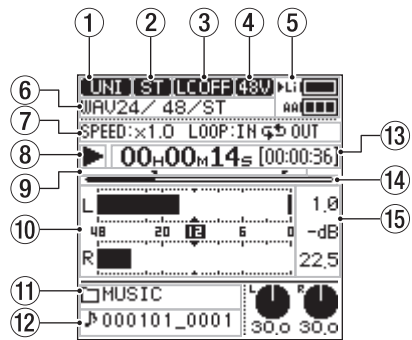 1 2 3 4 5
UNI ST LCOFF 48V Li
6 WAV24/ 48/ST AA
7 SPEED:×1.0 LOOP:IN OUT
8 00H00M14s [00:00:36] 13
9 14
L 1.0
10 48 20 12 6 0 -dB 15
R 22.5
11 MUSIC L R
12 000101_0001 30.0 30.0